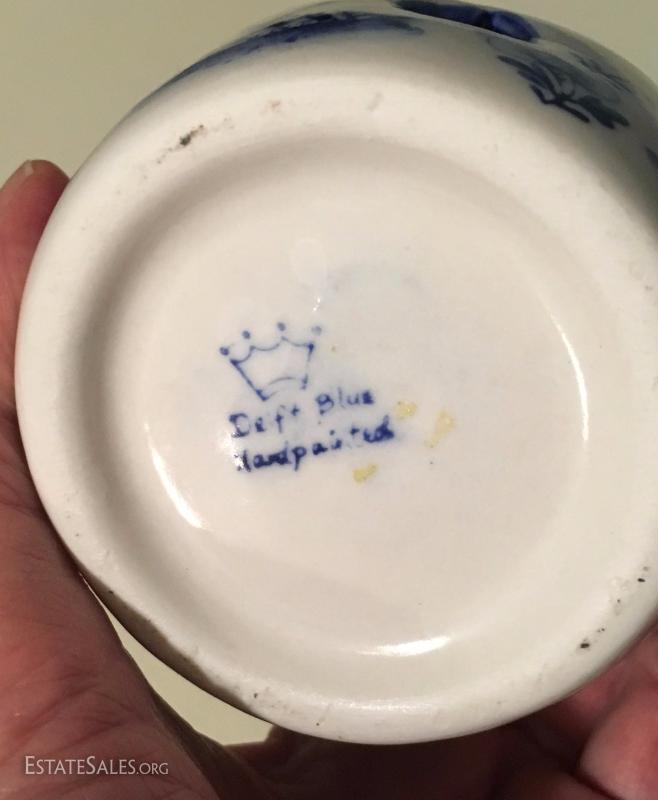 Delft Blue
Handpainted
ESTATESALES.ORG